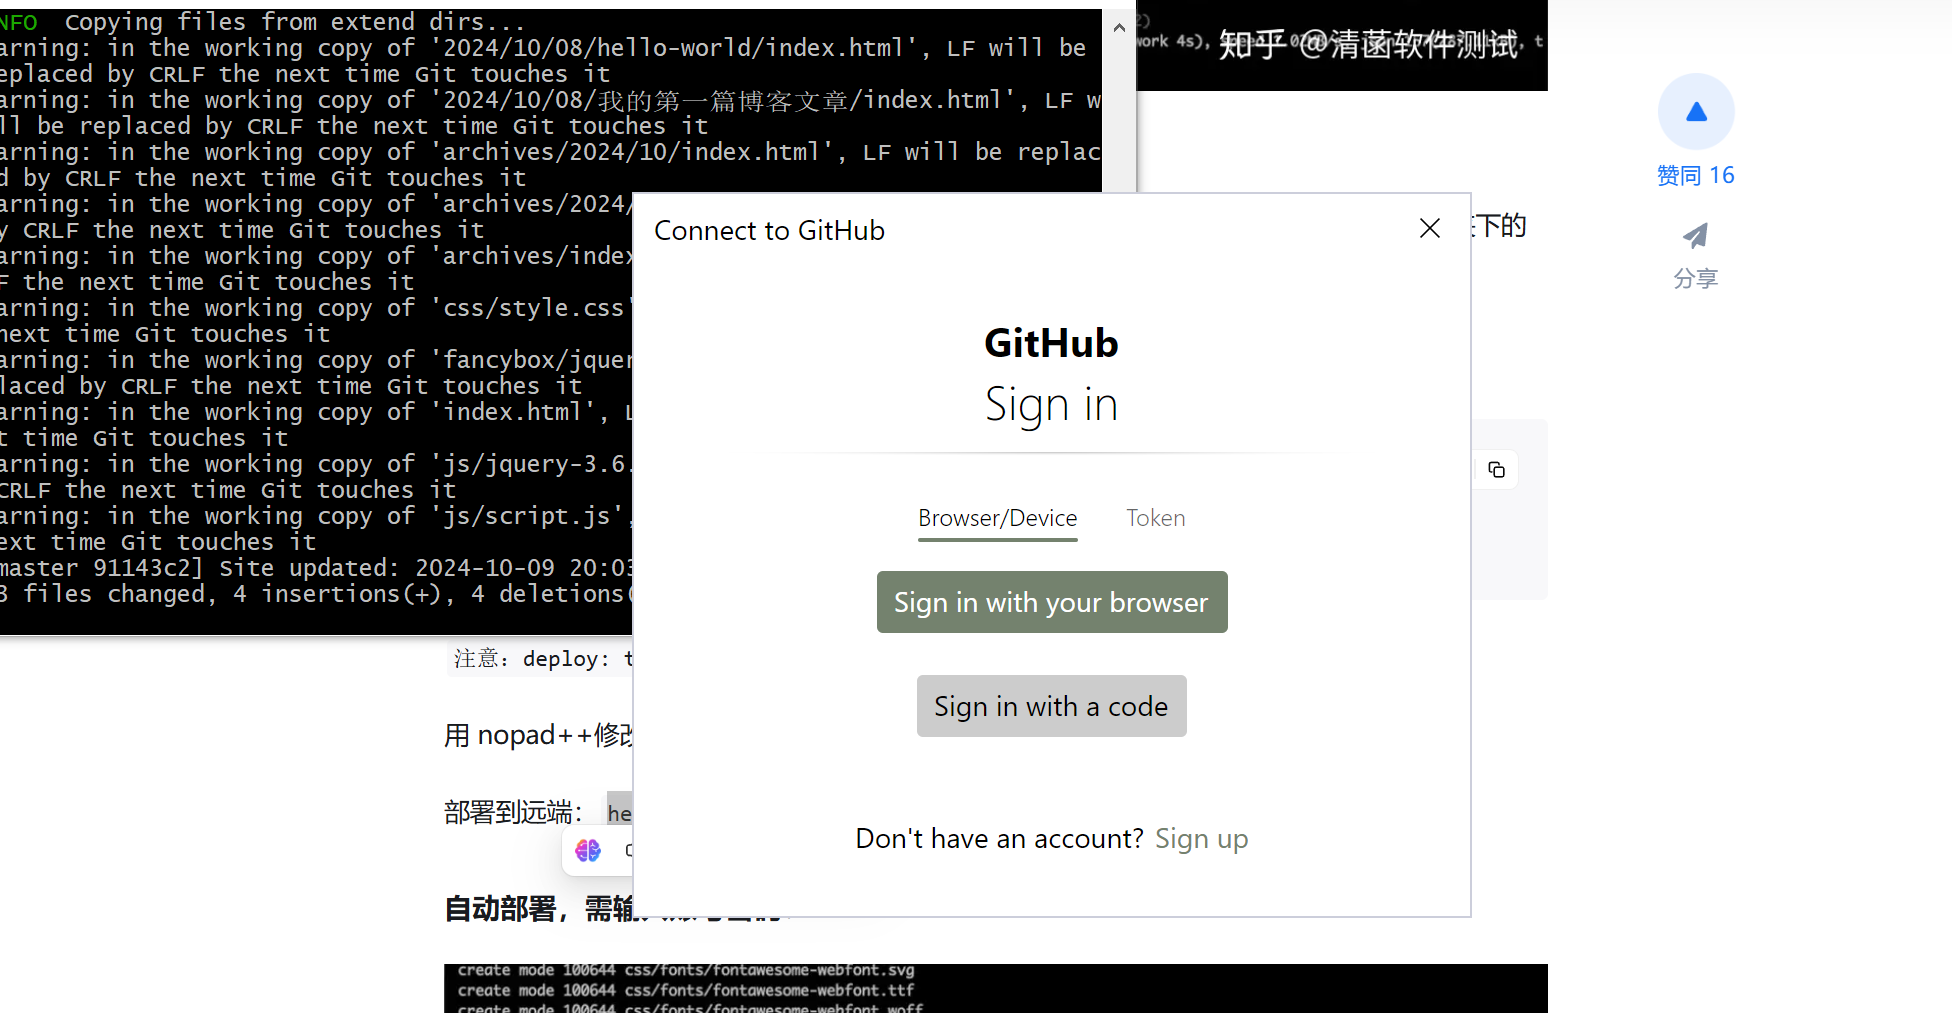 NFO  Copying files from extend dirs...
arning: in the working copy of '2024/10/08/hello-world/index.html', LF will be
eplaced by CRLF the next time Git touches it
arning: in the working copy of '2024/10/08/我的第一篇博客文章/index.html', LF w
ll be replaced by CRLF the next time Git touches it
arning: in the working copy of 'archives/2024/10/index.html', LF will be replac
d by CRLF the next time Git touches it
arning: in the working copy of 'archives/2024/
y CRLF the next time Git touches it
arning: in the working copy of 'archives/index
F the next time Git touches it
arning: in the working copy of 'css/style.css'
next time Git touches it
arning: in the working copy of 'fancybox/jquer
laced by CRLF the next time Git touches it
arning: in the working copy of 'index.html', L
t time Git touches it
arning: in the working copy of 'js/jquery-3.6.
CRLF the next time Git touches it
arning: in the working copy of 'js/script.js',
ext time Git touches it
master 91143c2] Site updated: 2024-10-09 20:03
3 files changed, 4 insertions(+), 4 deletions(
work 4s),
知乎 @清菡软件测试
赞同 16
分享
下的
Connect to GitHub
GitHub
Sign in
Browser/Device
Token
Sign in with your browser
Sign in with a code
Don't have an account? Sign up
注意：deploy: t
用 nopad++修改
部署到远端： he
自动部署，需输
create mode 100644 css/fonts/fontawesome-webfont.svg
create mode 100644 css/fonts/fontawesome-webfont.ttf
create mode 100644 css/fonts/fontawesome-webfont.woff